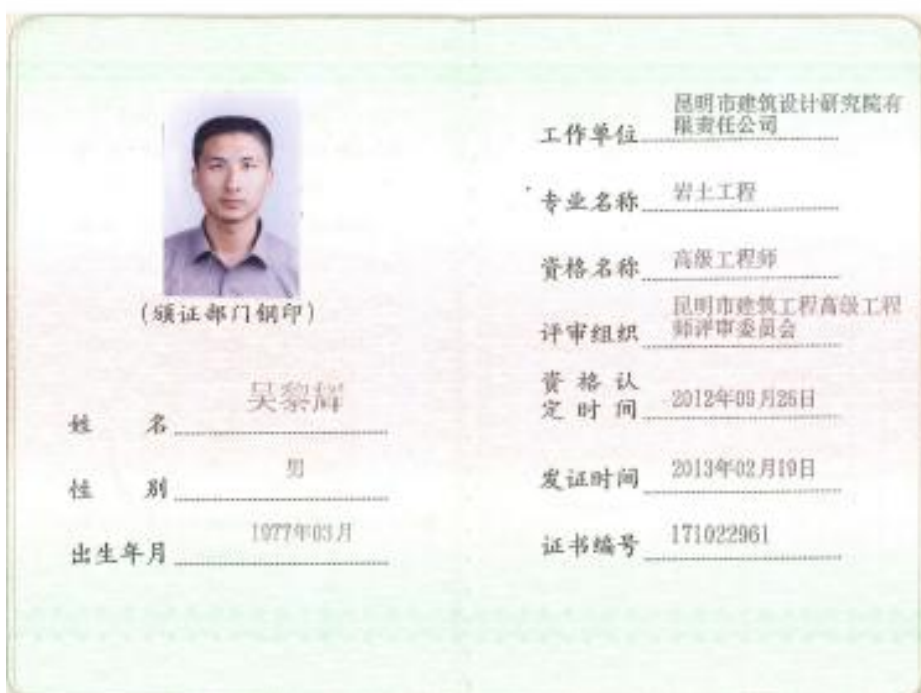 (颁证部门钢印)
姓 名 吴黎辉
性 别 男
出生年月 1977年03月
工作单位 昆明市建筑设计研究院有
限责任公司
专业名称 岩土工程
资格名称 高级工程师
评审组织 昆明市建筑工程高级工程
师评审委员会
资格认
定时间 2012年09月26日
发证时间 2013年02月19日
证书编号 171022961